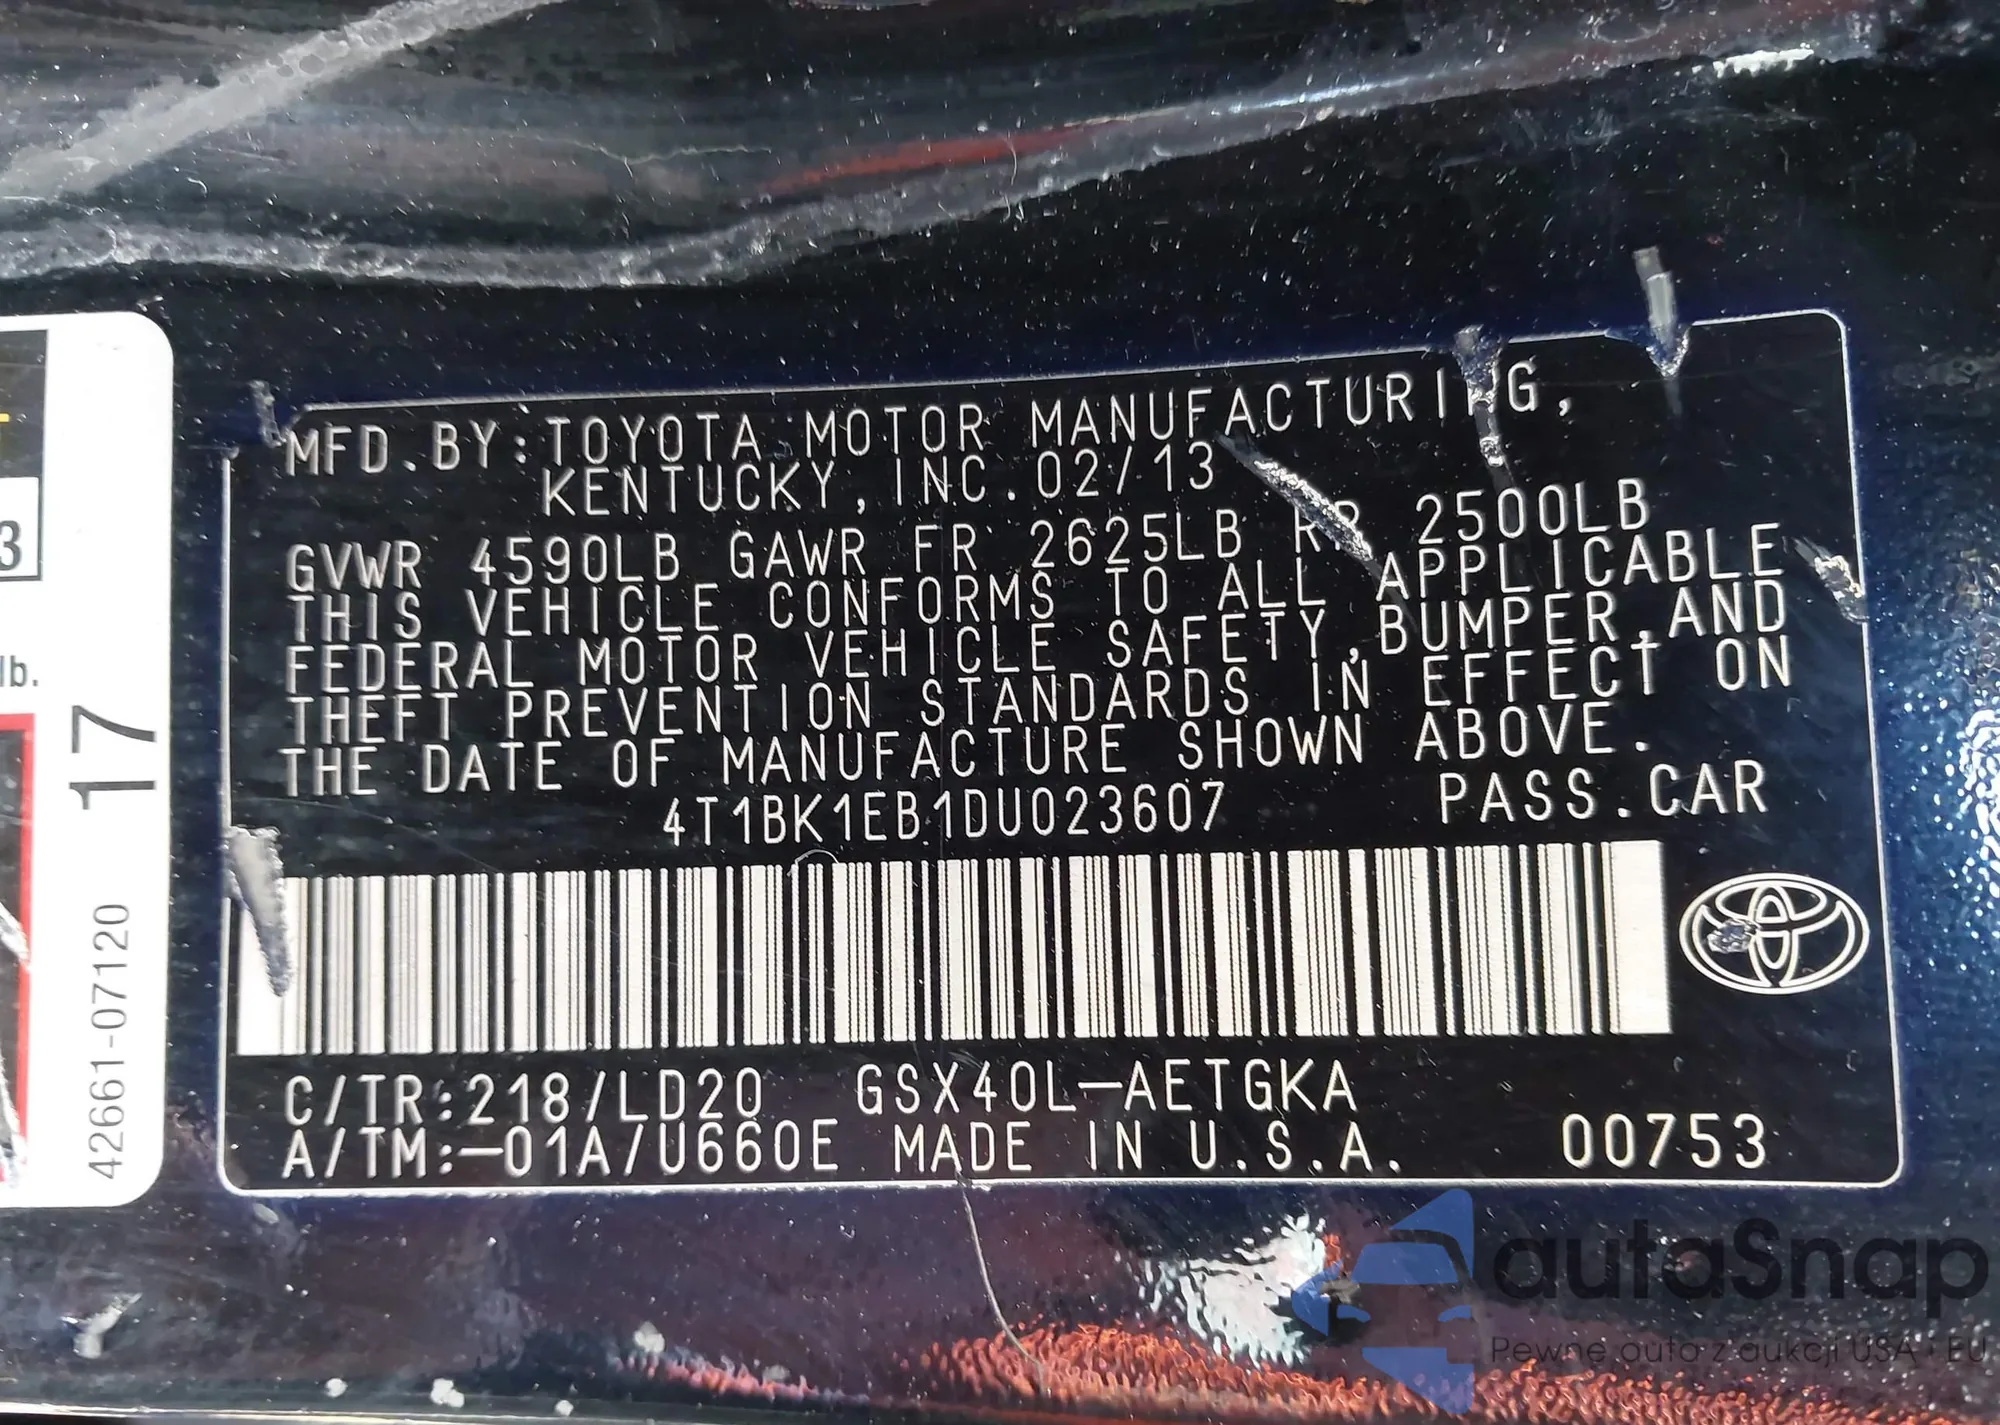 MFD.BY:TOYOTA MOTOR MANUFACTURING,
KENTUCKY,INC.02/13
GVWR 4590LB GAWR FR 2625LB RR 2500LB
THIS VEHICLE CONFORMS TO ALL APPLICABLE
FEDERAL MOTOR VEHICLE SAFETY,BUMPER,AND
THEFT PREVENTION STANDARDS IN EFFECT ON
THE DATE OF MANUFACTURE SHOWN ABOVE.
4T1BK1EB1DU023607 PASS.CAR
C/TR:218/LD20 GSX40L-AETGKA
A/TM:-01A/U660E MADE IN U.S.A. 00753
3
lb.
17
42661-07120
autaSnap
Pewne auta z aukcji USA i EU